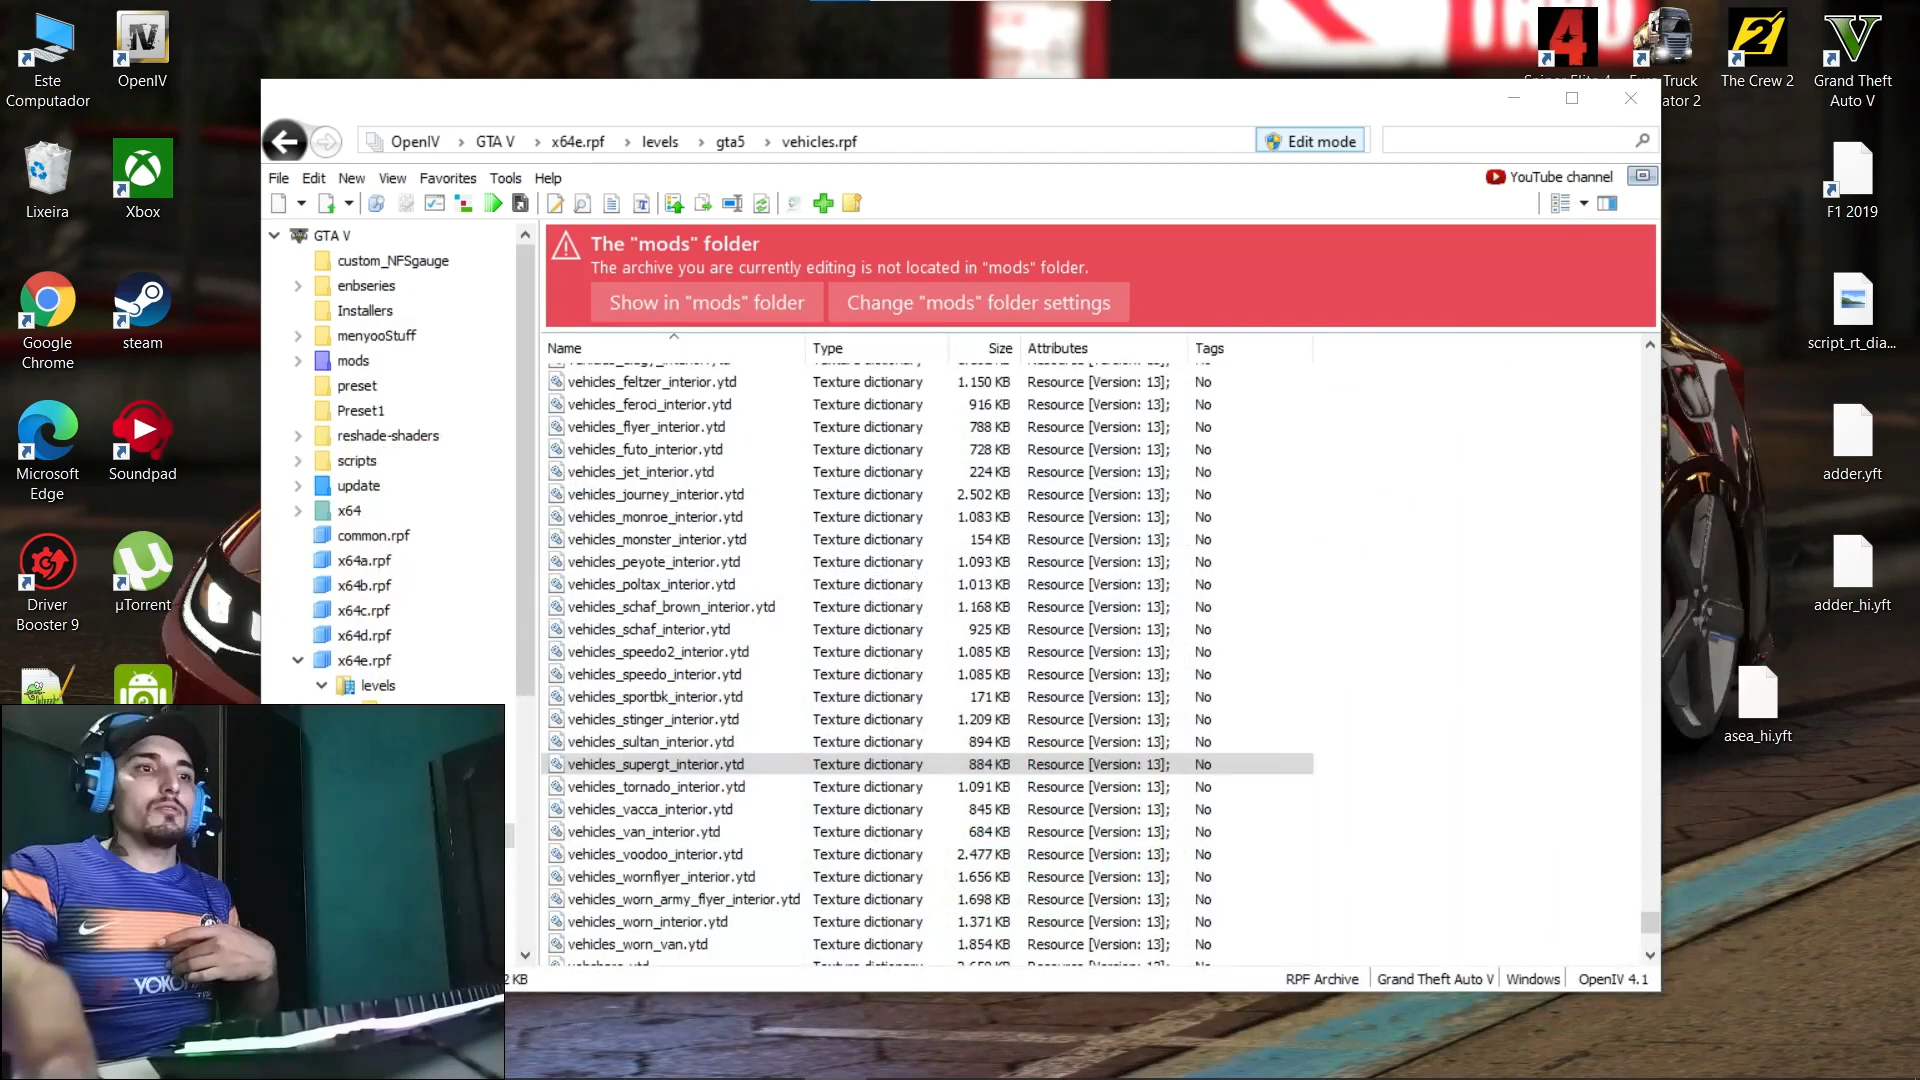 Este
Computador
OpenIV
Lixeira
Xbox
Google
Chrome
steam
Microsoft
Edge
Soundpad
Driver
Booster 9
µTorrent
4
The Crew 2
Grand Theft
Auto V
ator 2
F1 2019
script_rt_dia...
adder.yft
adder_hi.yft
asea_hi.yft
OpenIV › GTA V › x64e.rpf › levels › gta5 › vehicles.rpf
Edit mode
File Edit New View Favorites Tools Help
YouTube channel
GTA V
custom_NFSgauge
enbseries
Installers
menyooStuff
mods
preset
Preset1
reshade-shaders
scripts
update
x64
common.rpf
x64a.rpf
x64b.rpf
x64c.rpf
x64d.rpf
x64e.rpf
levels
The "mods" folder
The archive you are currently editing is not located in "mods" folder.
Show in "mods" folder
Change "mods" folder settings
Name Type Size Attributes Tags
vehicles_feltzer_interior.ytd Texture dictionary 1.150 KB Resource [Version: 13]; No
vehicles_feroci_interior.ytd Texture dictionary 916 KB Resource [Version: 13]; No
vehicles_flyer_interior.ytd Texture dictionary 788 KB Resource [Version: 13]; No
vehicles_futo_interior.ytd Texture dictionary 728 KB Resource [Version: 13]; No
vehicles_jet_interior.ytd Texture dictionary 224 KB Resource [Version: 13]; No
vehicles_journey_interior.ytd Texture dictionary 2.502 KB Resource [Version: 13]; No
vehicles_monroe_interior.ytd Texture dictionary 1.083 KB Resource [Version: 13]; No
vehicles_monster_interior.ytd Texture dictionary 154 KB Resource [Version: 13]; No
vehicles_peyote_interior.ytd Texture dictionary 1.093 KB Resource [Version: 13]; No
vehicles_poltax_interior.ytd Texture dictionary 1.013 KB Resource [Version: 13]; No
vehicles_schaf_brown_interior.ytd Texture dictionary 1.168 KB Resource [Version: 13]; No
vehicles_schaf_interior.ytd Texture dictionary 925 KB Resource [Version: 13]; No
vehicles_speedo2_interior.ytd Texture dictionary 1.085 KB Resource [Version: 13]; No
vehicles_speedo_interior.ytd Texture dictionary 1.085 KB Resource [Version: 13]; No
vehicles_sportbk_interior.ytd Texture dictionary 171 KB Resource [Version: 13]; No
vehicles_stinger_interior.ytd Texture dictionary 1.209 KB Resource [Version: 13]; No
vehicles_sultan_interior.ytd Texture dictionary 894 KB Resource [Version: 13]; No
vehicles_supergt_interior.ytd Texture dictionary 884 KB Resource [Version: 13]; No
vehicles_tornado_interior.ytd Texture dictionary 1.091 KB Resource [Version: 13]; No
vehicles_vacca_interior.ytd Texture dictionary 845 KB Resource [Version: 13]; No
vehicles_van_interior.ytd Texture dictionary 684 KB Resource [Version: 13]; No
vehicles_voodoo_interior.ytd Texture dictionary 2.477 KB Resource [Version: 13]; No
vehicles_wornflyer_interior.ytd Texture dictionary 1.656 KB Resource [Version: 13]; No
vehicles_worn_army_flyer_interior.ytd Texture dictionary 1.698 KB Resource [Version: 13]; No
vehicles_worn_interior.ytd Texture dictionary 1.371 KB Resource [Version: 13]; No
vehicles_worn_van.ytd Texture dictionary 1.854 KB Resource [Version: 13]; No
2 KB
RPF Archive Grand Theft Auto V Windows OpenIV 4.1